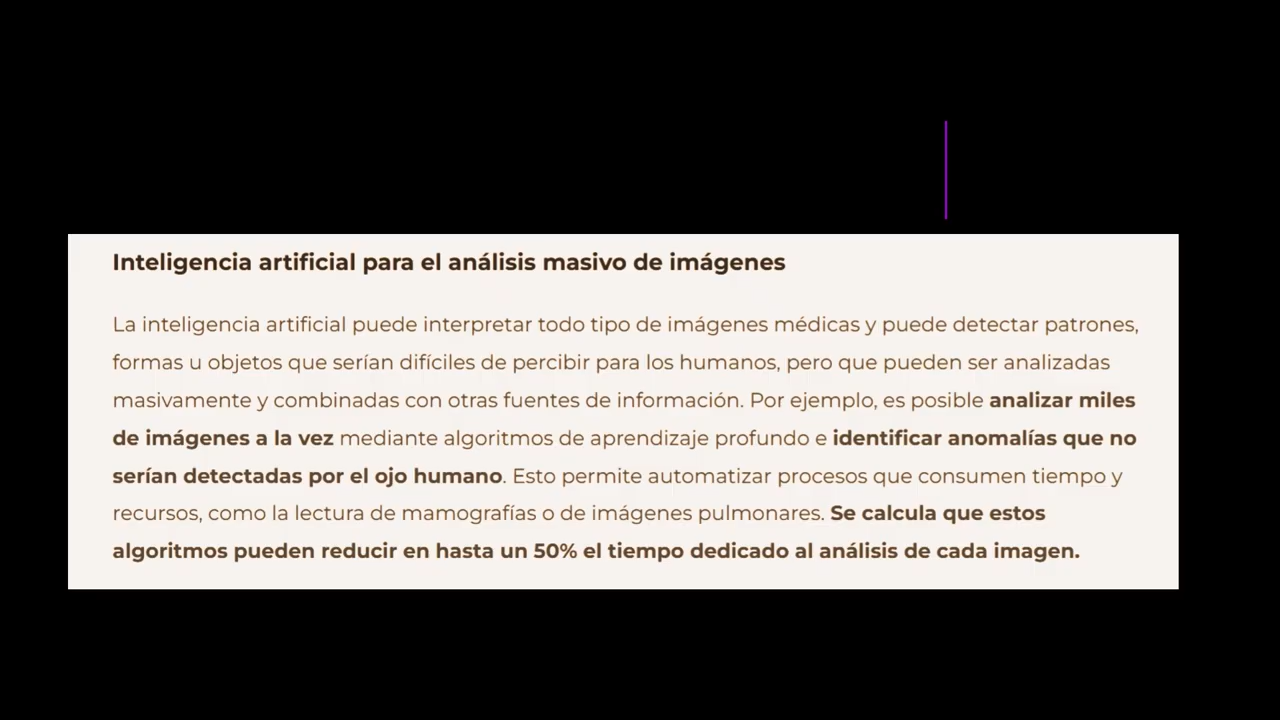 Inteligencia artificial para el análisis masivo de imágenes
La inteligencia artificial puede interpretar todo tipo de imágenes médicas y puede detectar patrones,
formas u objetos que serían difíciles de percibir para los humanos, pero que pueden ser analizadas
masivamente y combinadas con otras fuentes de información. Por ejemplo, es posible analizar miles
de imágenes a la vez mediante algoritmos de aprendizaje profundo e identificar anomalías que no
serían detectadas por el ojo humano. Esto permite automatizar procesos que consumen tiempo y
recursos, como la lectura de mamografías o de imágenes pulmonares. Se calcula que estos
algoritmos pueden reducir en hasta un 50% el tiempo dedicado al análisis de cada imagen.